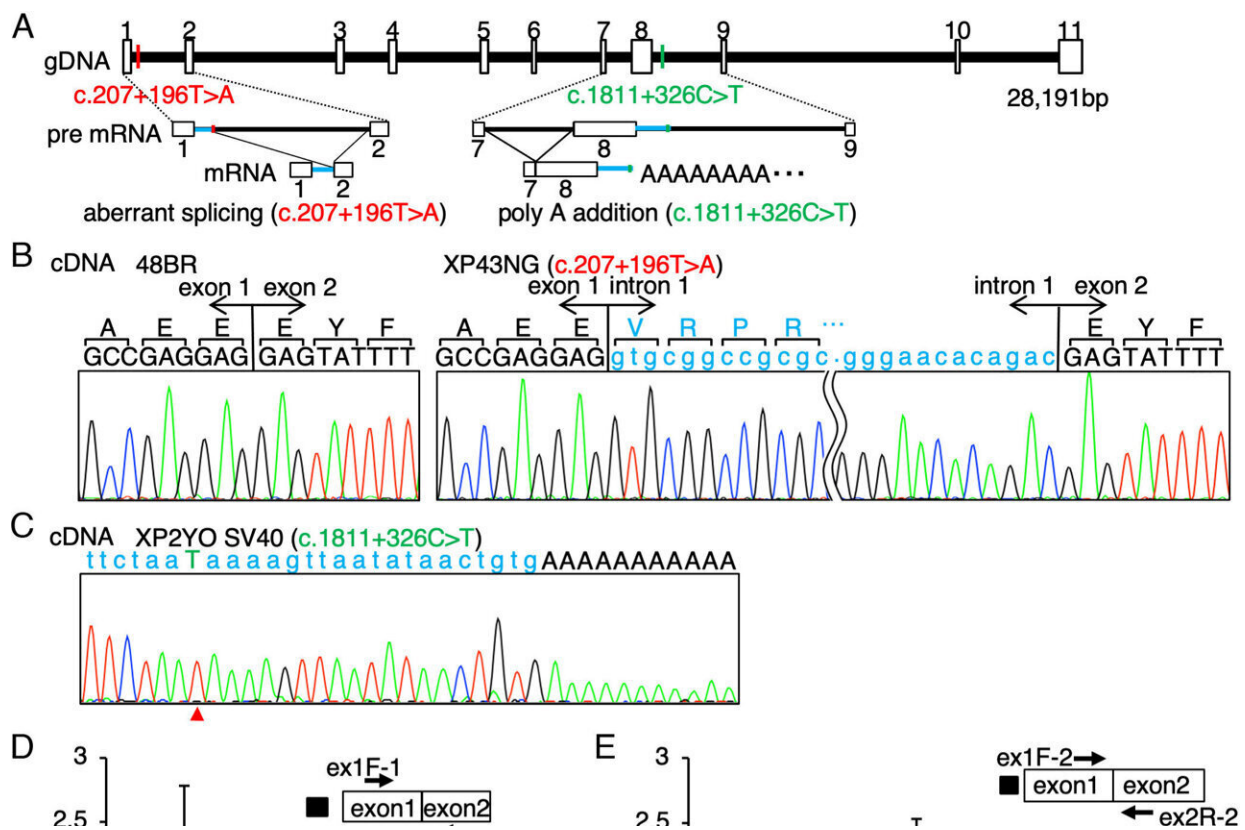 A
1 2 3 4 5 6 7 8 9 10 11
gDNA
c.207+196T>A c.1811+326C>T 28,191bp
pre mRNA
1 2 7 8 9
mRNA AAAAAAAA···
1 2 7 8
aberrant splicing (c.207+196T>A) poly A addition (c.1811+326C>T)
B cDNA 48BR XP43NG (c.207+196T>A)
exon 1 exon 2 exon 1 intron 1 intron 1 exon 2
A E E E Y F A E E V R P R ··· E Y F
GCCGAGGAG GAGTATTTT GCCGAGGAG gtgcggccgcgc.gggaacacagac GAGTATTTT
C cDNA XP2YO SV40 (c.1811+326C>T)
ttctaaTaaaagttaatataactgtgAAAAAAAAAAA
D 3 ex1F-1 E 3 ex1F-2
exon1 exon2 exon1 exon2
2.5 2.5 ex2R-2